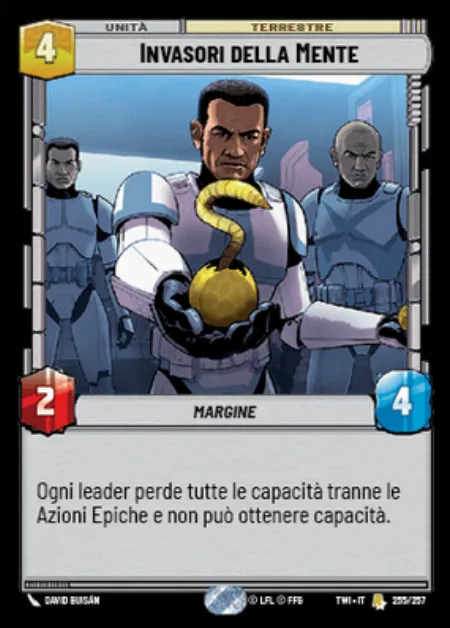 UNITÀ
TERRESTRE
4
INVASORI DELLA MENTE
2
MARGINE
4
Ogni leader perde tutte le capacità tranne le
Azioni Epiche e non può ottenere capacità.
DAVID BUISÁN
© LFL © FFG
TWI • IT
255/257